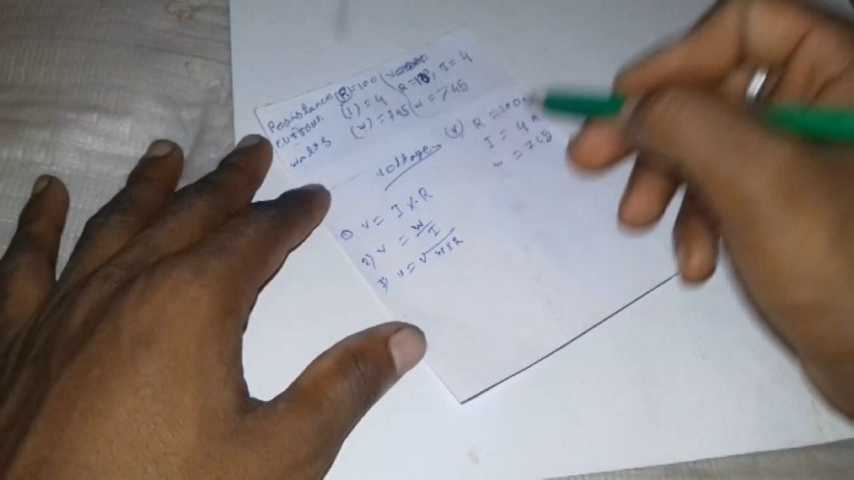 Resistance (R)=100
current (I) = 4
watts (w) = 745
R=100, I = 4
w = 745
voltage
(v) R = 100
I = 4 A
w = 745
1) v = I × R
2) v = w/I
3) v = √w×R